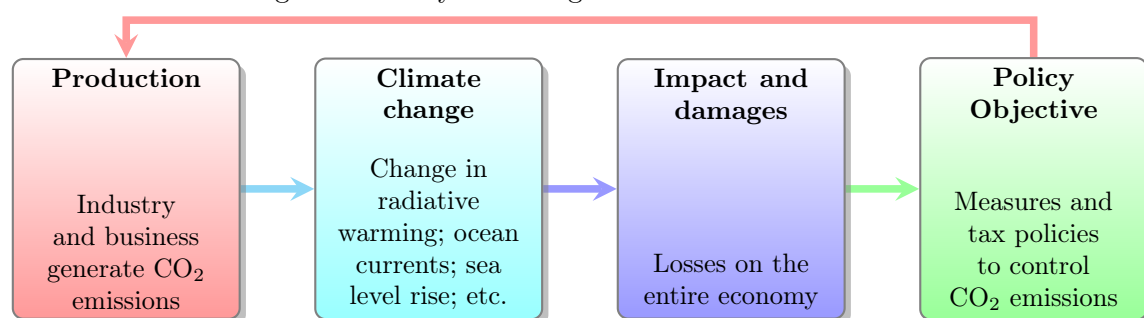 Production
Industry
and business
generate CO₂
emissions
Climate
change
Change in
radiative
warming; ocean
currents; sea
level rise; etc.
Impact and
damages
Losses on the
entire economy
Policy
Objective
Measures and
tax policies
to control
CO₂ emissions